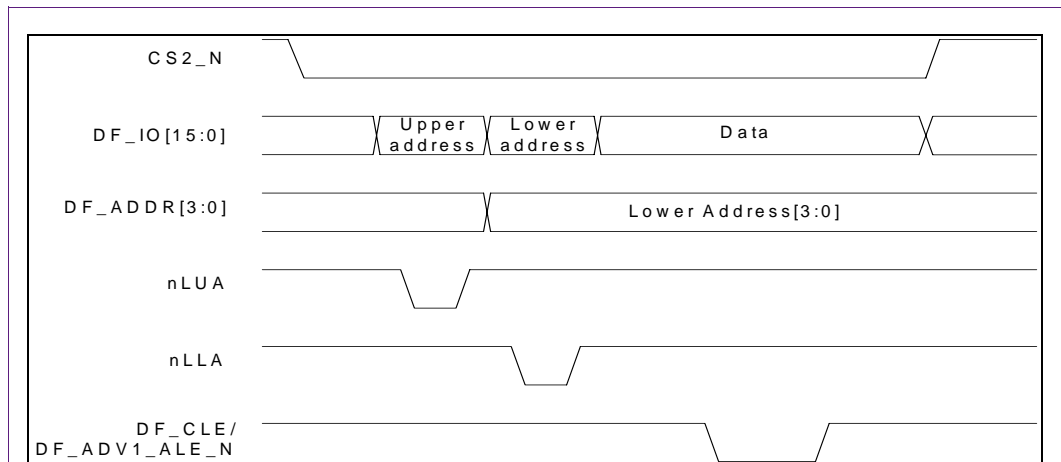 CS2_N
DF_IO[15:0]
Upper address
Lower address
Data
DF_ADDR[3:0]
Lower Address[3:0]
nLUA
nLLA
DF_CLE/
DF_ADV1_ALE_N